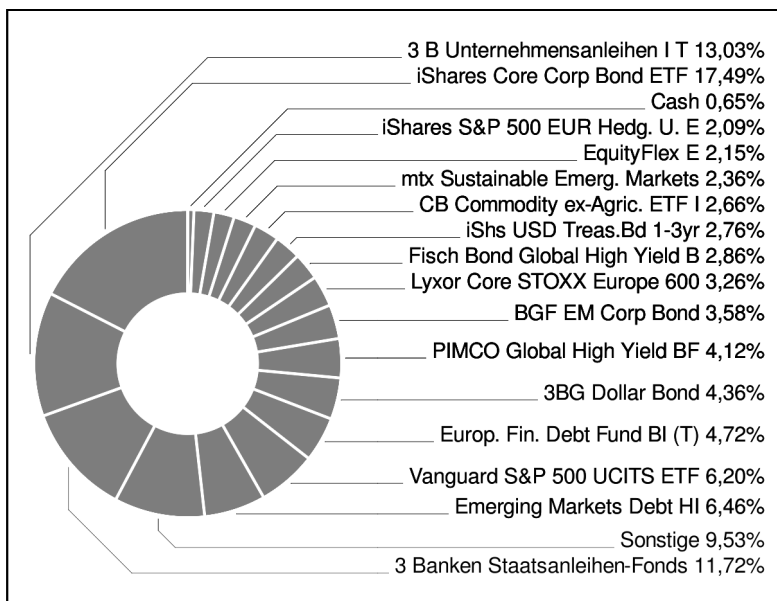 3 B Unternehmensanleihen I T 13,03%
iShares Core Corp Bond ETF 17,49%
Cash 0,65%
iShares S&P 500 EUR Hedg. U. E 2,09%
EquityFlex E 2,15%
mtx Sustainable Emerg. Markets 2,36%
CB Commodity ex-Agric. ETF I 2,66%
iShs USD Treas.Bd 1-3yr 2,76%
Fisch Bond Global High Yield B 2,86%
Lyxor Core STOXX Europe 600 3,26%
BGF EM Corp Bond 3,58%
PIMCO Global High Yield BF 4,12%
3BG Dollar Bond 4,36%
Europ. Fin. Debt Fund BI (T) 4,72%
Vanguard S&P 500 UCITS ETF 6,20%
Emerging Markets Debt HI 6,46%
Sonstige 9,53%
3 Banken Staatsanleihen-Fonds 11,72%